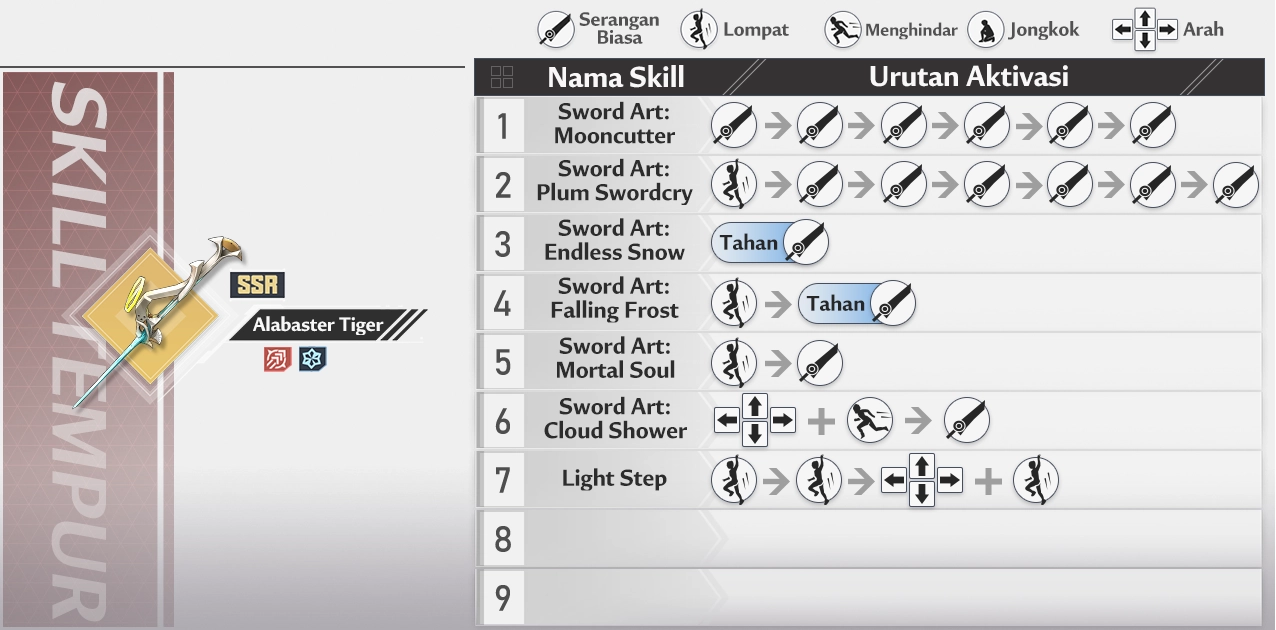 Serangan
Biasa
Lompat
Menghindar
Jongkok
Arah
SKILL TEMPUR
SSR
Alabaster Tiger
Nama Skill
Urutan Aktivasi
1
Sword Art:
Mooncutter
2
Sword Art:
Plum Swordcry
3
Sword Art:
Endless Snow
Tahan
4
Sword Art:
Falling Frost
Tahan
5
Sword Art:
Mortal Soul
6
Sword Art:
Cloud Shower
7
Light Step
8
9